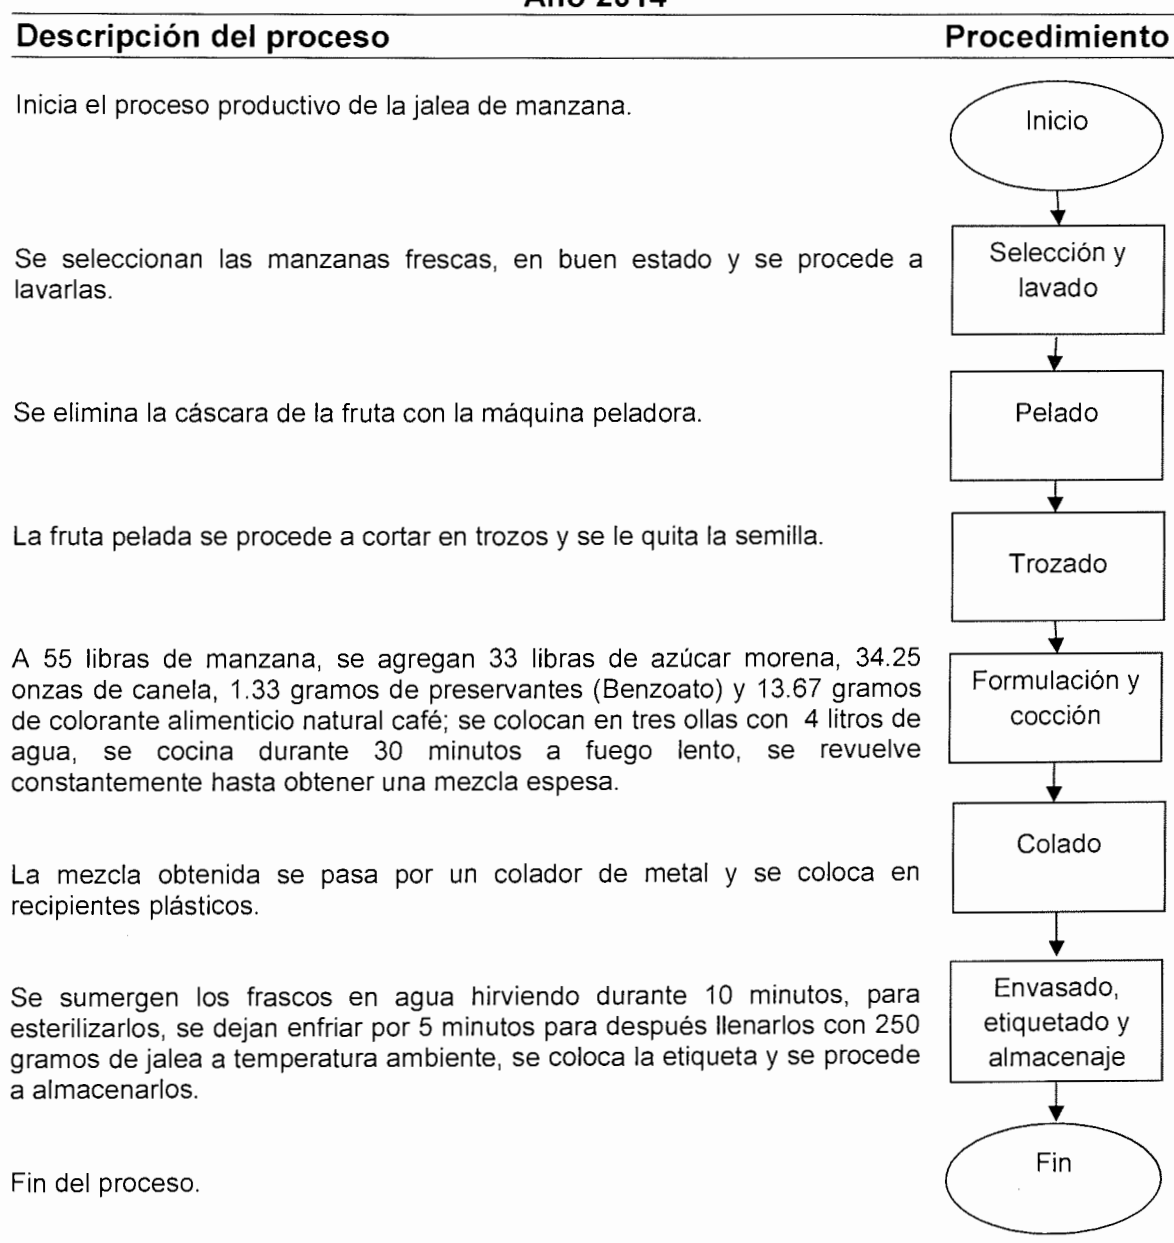 Año 2014
Descripción del proceso Procedimiento
Inicia el proceso productivo de la jalea de manzana.
Inicio
Se seleccionan las manzanas frescas, en buen estado y se procede a
lavarlas.
Selección y
lavado
Se elimina la cáscara de la fruta con la máquina peladora.
Pelado
La fruta pelada se procede a cortar en trozos y se le quita la semilla.
Trozado
A 55 libras de manzana, se agregan 33 libras de azúcar morena, 34.25
onzas de canela, 1.33 gramos de preservantes (Benzoato) y 13.67 gramos
de colorante alimenticio natural café; se colocan en tres ollas con 4 litros de
agua, se cocina durante 30 minutos a fuego lento, se revuelve
constantemente hasta obtener una mezcla espesa.
Formulación y
cocción
La mezcla obtenida se pasa por un colador de metal y se coloca en
recipientes plásticos.
Colado
Se sumergen los frascos en agua hirviendo durante 10 minutos, para
esterilizarlos, se dejan enfriar por 5 minutos para después llenarlos con 250
gramos de jalea a temperatura ambiente, se coloca la etiqueta y se procede
a almacenarlos.
Envasado,
etiquetado y
almacenaje
Fin del proceso.
Fin